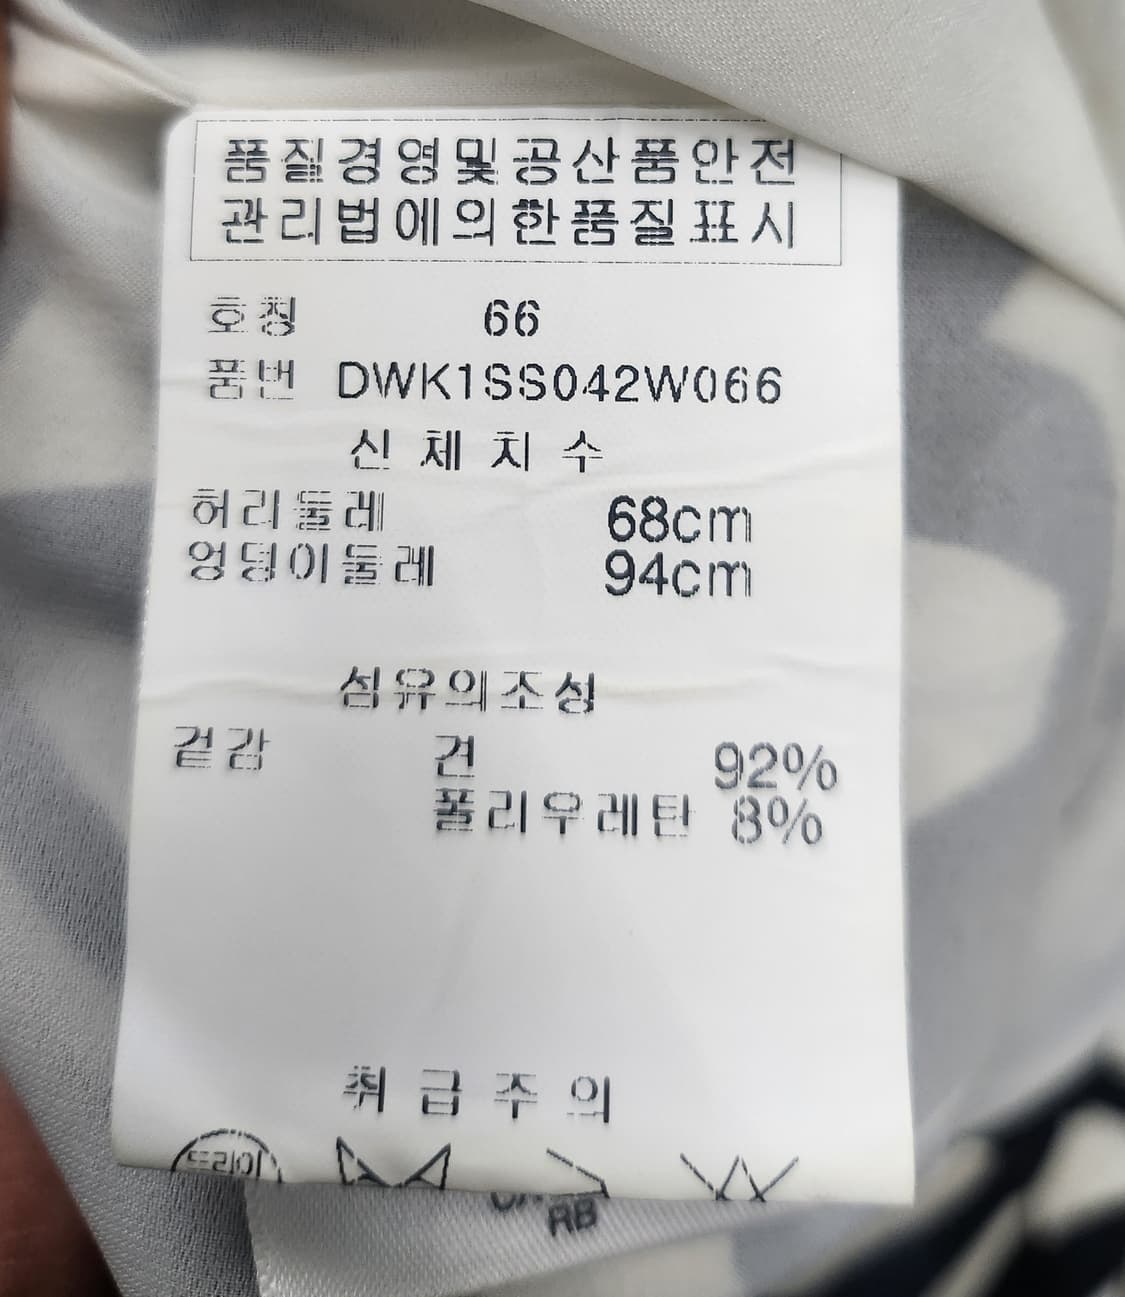 품질경영및공산품안전
관리법에의한품질표시
호칭 66
품번 DWK1SS042W066
신체치수
허리둘레 68cm
엉덩이둘레 94cm
섬유의조성
겉감 견 92%
폴리우레탄 8%
취급주의
드라이
RB